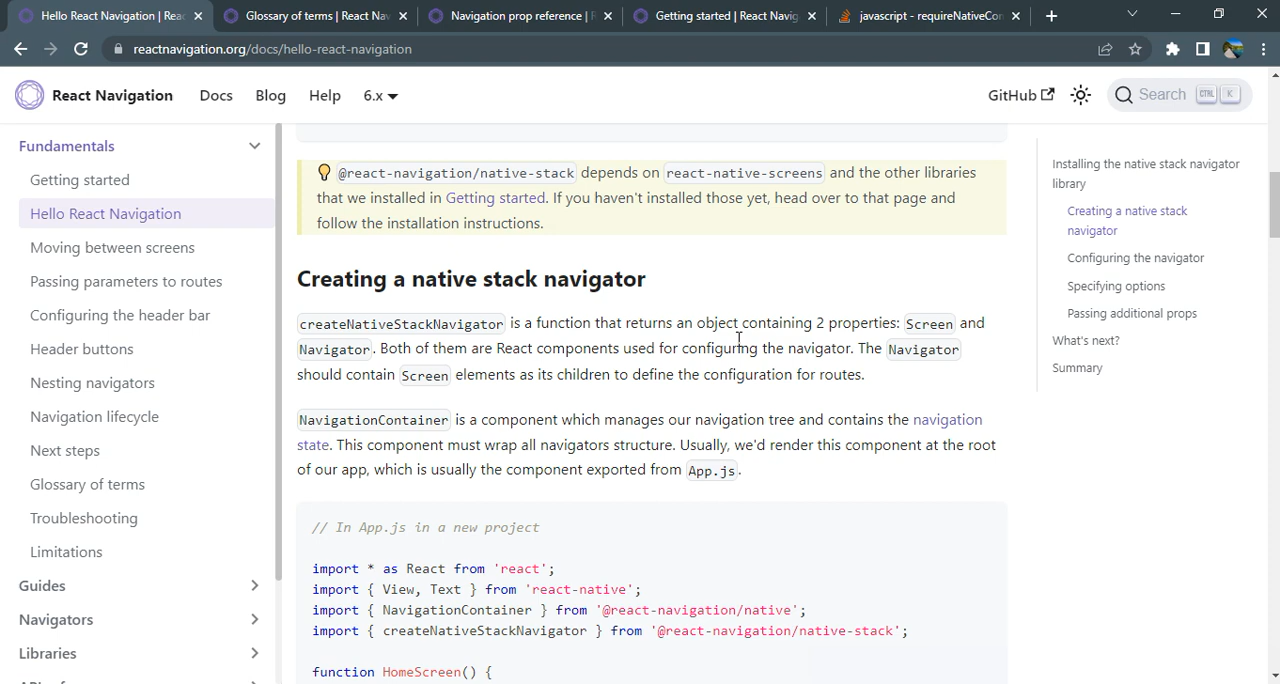 Hello React Navigation | Reac
Glossary of terms | React Nav
Navigation prop reference | R
Getting started | React Navig
javascript - requireNativeCon
reactnavigation.org/docs/hello-react-navigation
React Navigation
Docs
Blog
Help
6.x
GitHub
Search
CTRL K
Fundamentals
Getting started
Hello React Navigation
Moving between screens
Passing parameters to routes
Configuring the header bar
Header buttons
Nesting navigators
Navigation lifecycle
Next steps
Glossary of terms
Troubleshooting
Limitations
Guides
Navigators
Libraries
💡 @react-navigation/native-stack depends on react-native-screens and the other libraries
that we installed in Getting started. If you haven't installed those yet, head over to that page and
follow the installation instructions.
Creating a native stack navigator
createNativeStackNavigator is a function that returns an object containing 2 properties: Screen and
Navigator. Both of them are React components used for configuring the navigator. The Navigator
should contain Screen elements as its children to define the configuration for routes.
NavigationContainer is a component which manages our navigation tree and contains the navigation
state. This component must wrap all navigators structure. Usually, we'd render this component at the root
of our app, which is usually the component exported from App.js.
// In App.js in a new project
import * as React from 'react';
import { View, Text } from 'react-native';
import { NavigationContainer } from '@react-navigation/native';
import { createNativeStackNavigator } from '@react-navigation/native-stack';
function HomeScreen() {
Installing the native stack navigator
library
Creating a native stack
navigator
Configuring the navigator
Specifying options
Passing additional props
What's next?
Summary